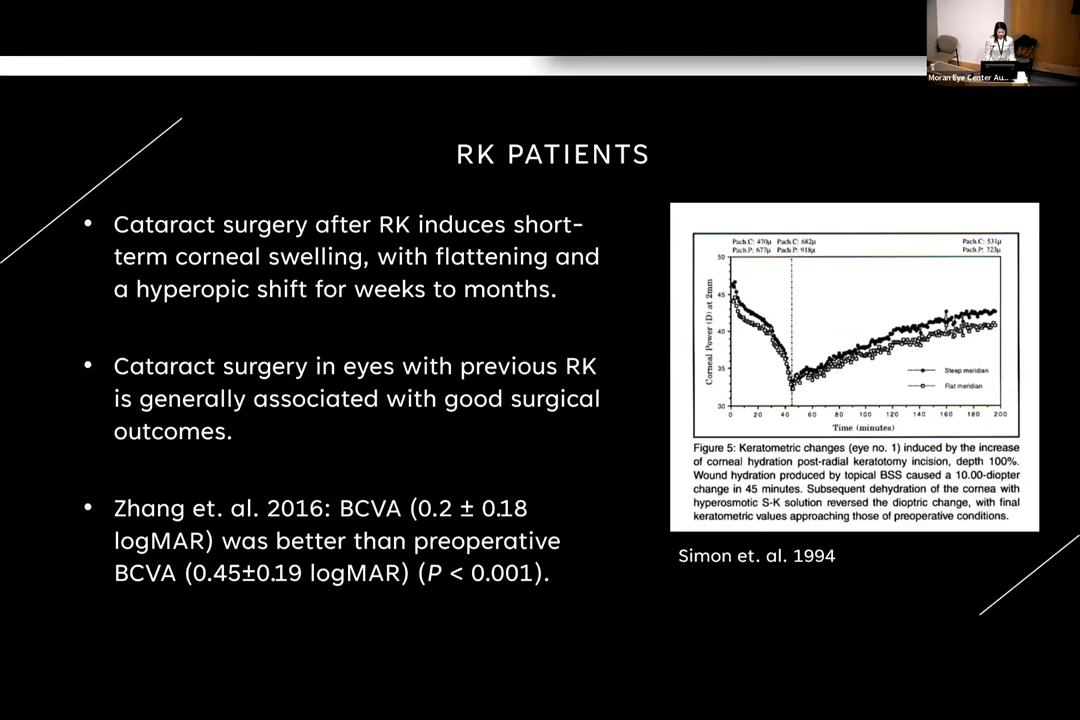 Moran Eye Center Au...
RK PATIENTS
• Cataract surgery after RK induces short-
term corneal swelling, with flattening and
a hyperopic shift for weeks to months.
• Cataract surgery in eyes with previous RK
is generally associated with good surgical
outcomes.
• Zhang et. al. 2016: BCVA (0.2 ± 0.18
logMAR) was better than preoperative
BCVA (0.45±0.19 logMAR) (P < 0.001).
Pach.C: 470µ Pach.C: 682µ Pach.C: 531µ
Pach.P: 677µ Pach.P: 918µ Pach.P: 723µ
Corneal Power (D) at 2mm
50
45
40
35
30
Steep meridian
Flat meridian
0 20 40 60 80 100 120 140 160 180 200
Time (minutes)
Figure 5: Keratometric changes (eye no. 1) induced by the increase
of corneal hydration post-radial keratotomy incision, depth 100%.
Wound hydration produced by topical BSS caused a 10.00-diopter
change in 45 minutes. Subsequent dehydration of the cornea with
hyperosmotic S-K solution reversed the dioptric change, with final
keratometric values approaching those of preoperative conditions.
Simon et. al. 1994